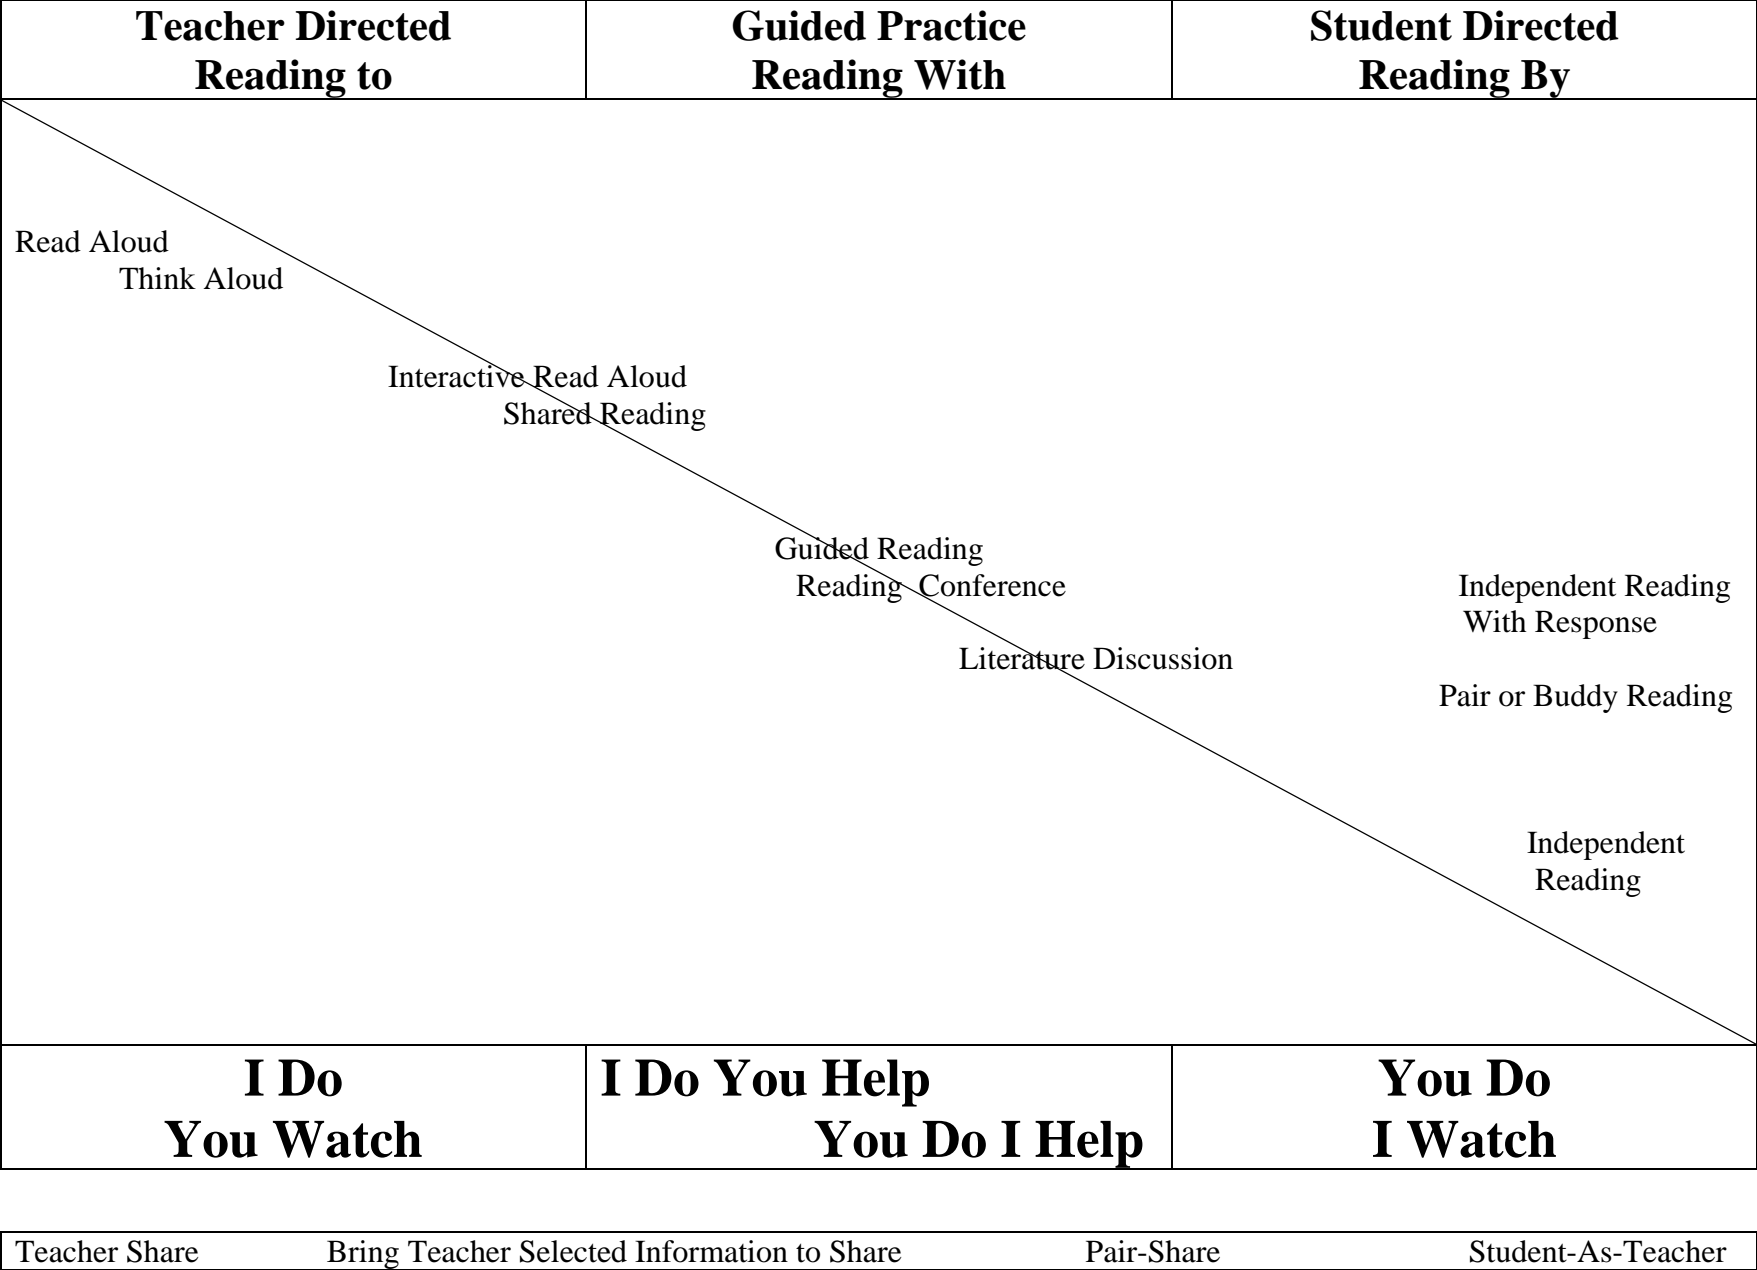 Teacher Directed
Reading to
Guided Practice
Reading With
Student Directed
Reading By
Read Aloud
Think Aloud
Interactive Read Aloud
Shared Reading
Guided Reading
Reading  Conference
Literature Discussion
Independent Reading
With Response
Pair or Buddy Reading
Independent
Reading
I Do
You Watch
I Do You Help
You Do I Help
You Do
I Watch
Teacher Share
Bring Teacher Selected Information to Share
Pair-Share
Student-As-Teacher